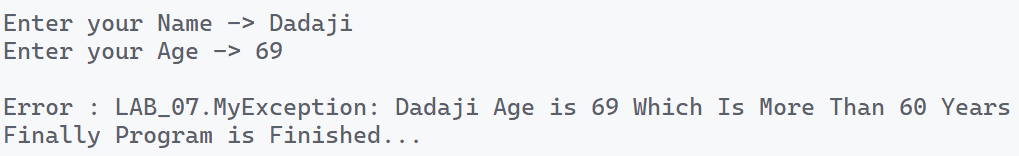 Enter your Name -> Dadaji
Enter your Age -> 69
Error : LAB_07.MyException: Dadaji Age is 69 Which Is More Than 60 Years
Finally Program is Finished...